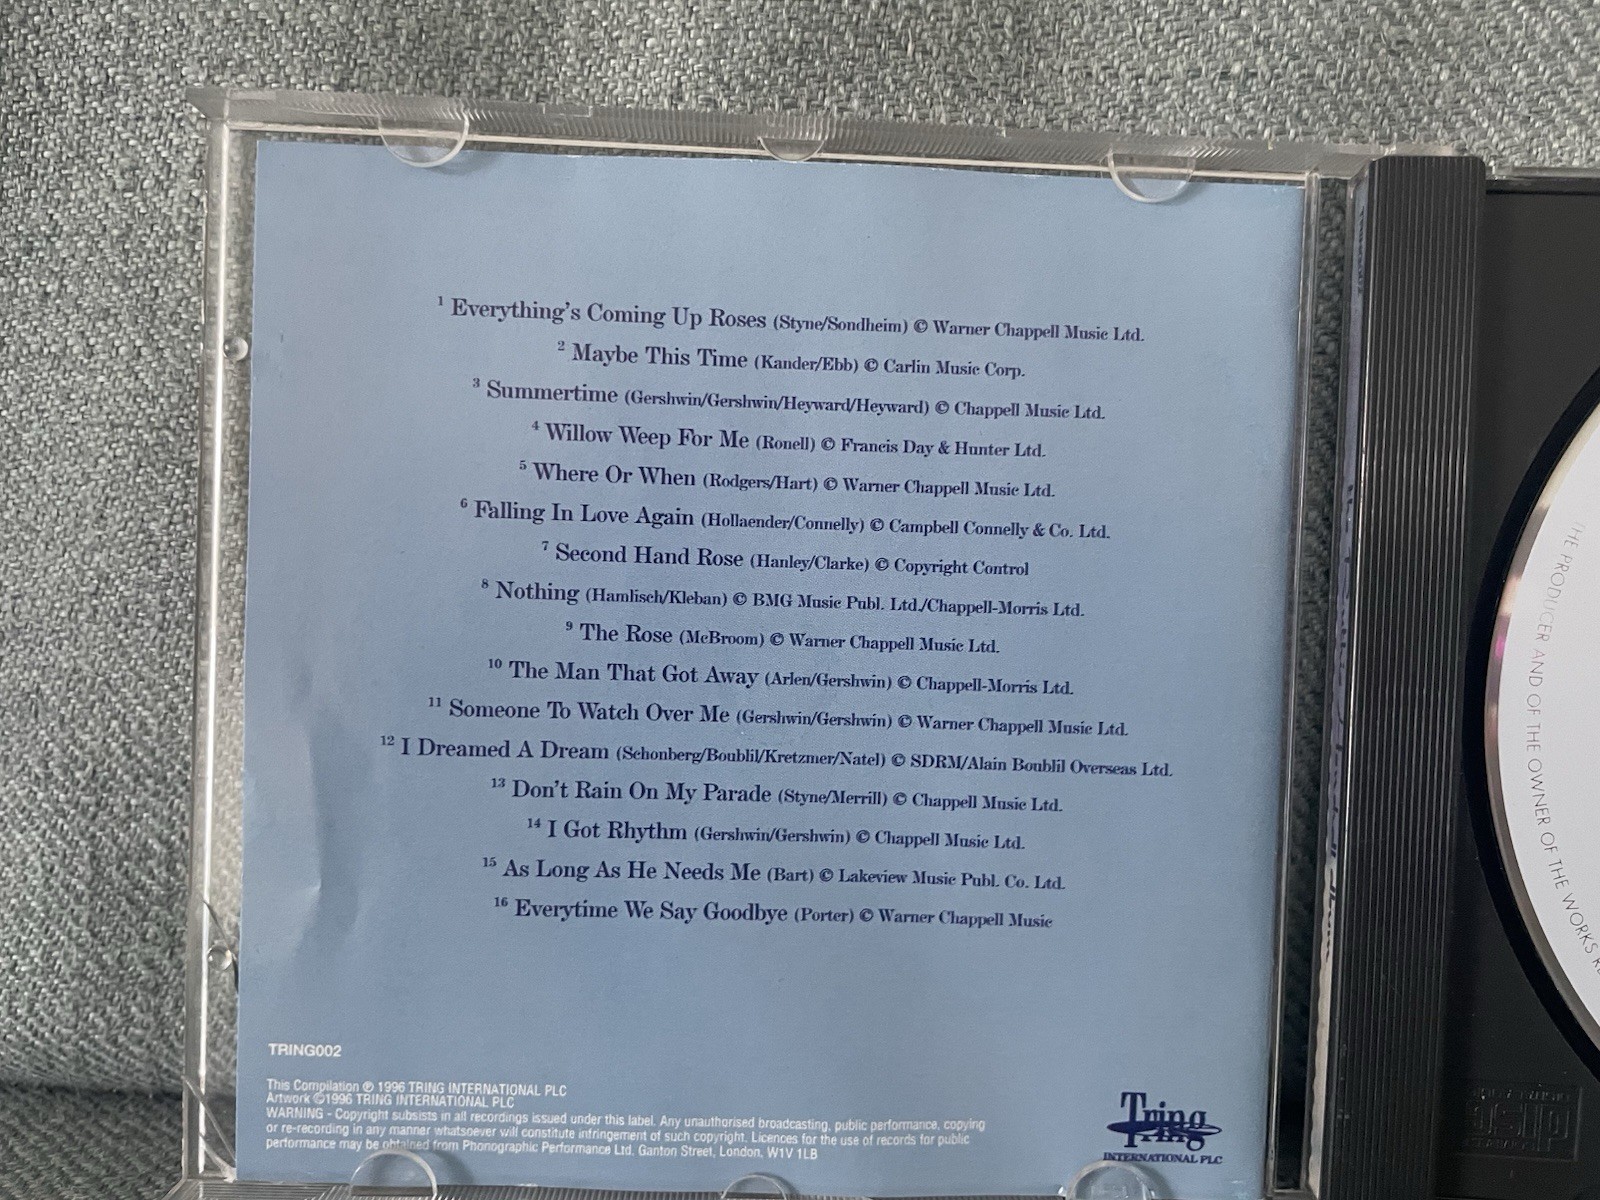 1 Everything's Coming Up Roses (Styne/Sondheim) © Warner Chappell Music Ltd.
2 Maybe This Time (Kander/Ebb) © Carlin Music Corp.
3 Summertime (Gershwin/Gershwin/Heyward/Heyward) © Chappell Music Ltd.
4 Willow Weep For Me (Ronell) © Francis Day & Hunter Ltd.
5 Where Or When (Rodgers/Hart) © Warner Chappell Music Ltd.
6 Falling In Love Again (Hollaender/Connelly) © Campbell Connelly & Co. Ltd.
7 Second Hand Rose (Hanley/Clarke) © Copyright Control
8 Nothing (Hamlisch/Kleban) © BMG Music Publ. Ltd./Chappell-Morris Ltd.
9 The Rose (McBroom) © Warner Chappell Music Ltd.
10 The Man That Got Away (Arlen/Gershwin) © Chappell-Morris Ltd.
11 Someone To Watch Over Me (Gershwin/Gershwin) © Warner Chappell Music Ltd.
12 I Dreamed A Dream (Schonberg/Boublil/Kretzmer/Natel) © SDRM/Alain Boublil Overseas Ltd.
13 Don't Rain On My Parade (Styne/Merrill) © Chappell Music Ltd.
14 I Got Rhythm (Gershwin/Gershwin) © Chappell Music Ltd.
15 As Long As He Needs Me (Bart) © Lakeview Music Publ. Co. Ltd.
16 Everytime We Say Goodbye (Porter) © Warner Chappell Music
TRING002
This Compilation ℗ 1996 TRING INTERNATIONAL PLC
Artwork ©1996 TRING INTERNATIONAL PLC
WARNING - Copyright subsists in all recordings issued under this label. Any unauthorised broadcasting, public performance, copying
or re-recording in any manner whatsoever will constitute infringement of such copyright. Licences for the use of records for public
performance may be obtained from Phonographic Performance Ltd. Ganton Street, London, W1V 1LB
Tring
Tring
INTERNATIONAL PLC
THE PRODUCER AND OF THE OWNER OF THE WORKS
disc